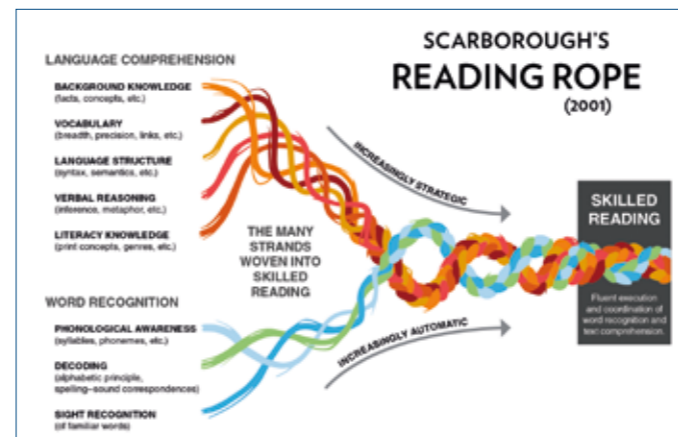 SCARBOROUGH'S
READING ROPE
(2001)
LANGUAGE COMPREHENSION
BACKGROUND KNOWLEDGE
(facts, concepts, etc.)
VOCABULARY
(breadth, precision, links, etc.)
LANGUAGE STRUCTURE
(syntax, semantics, etc.)
VERBAL REASONING
(inference, metaphor, etc.)
LITERACY KNOWLEDGE
(print concepts, genres, etc.)
THE MANY
STRANDS
WOVEN INTO
SKILLED
READING
WORD RECOGNITION
PHONOLOGICAL AWARENESS
(syllables, phonemes, etc.)
DECODING
(alphabetic principle,
spelling–sound correspondences)
SIGHT RECOGNITION
(of familiar words)
INCREASINGLY STRATEGIC
INCREASINGLY AUTOMATIC
SKILLED
READING
Fluent execution
and coordination of
word recognition and
text comprehension.